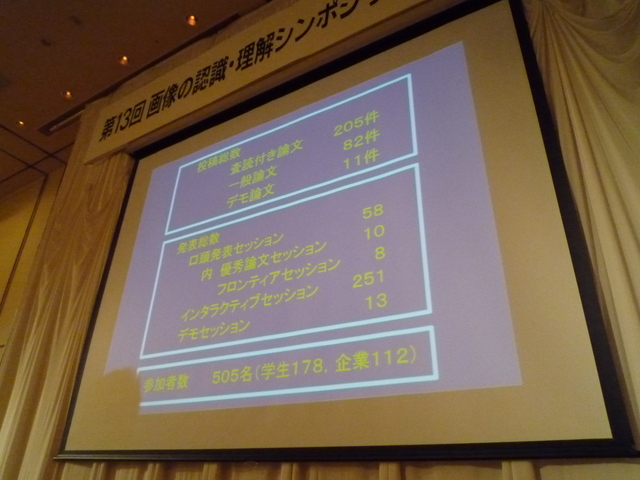 第13回 画像の認識・理解シンポジ
投稿総数
査読付き論文 205件
一般論文 82件
デモ論文 11件
発表総数
口頭発表セッション 58
内 優秀論文セッション 10
フロンティアセッション 8
インタラクティブセッション 251
デモセッション 13
参加者数 505名(学生178, 企業112)